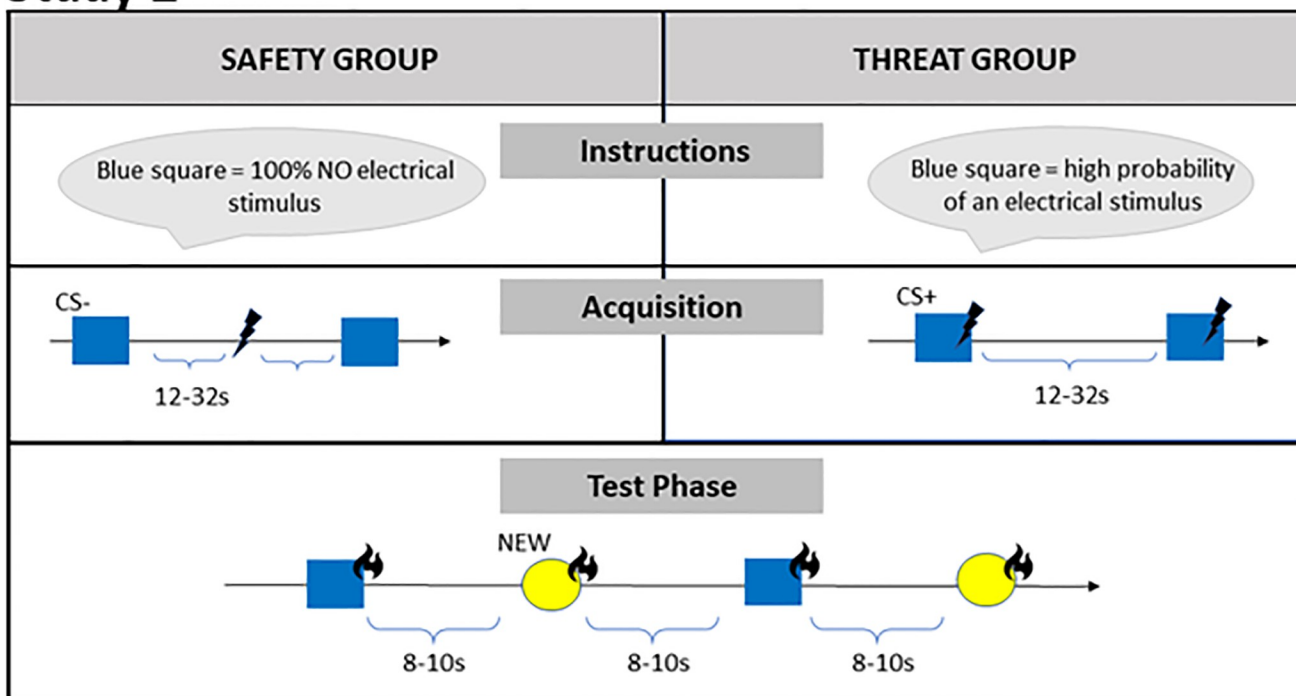 SAFETY GROUP
THREAT GROUP
Instructions
Blue square = 100% NO electrical
stimulus
Blue square = high probability
of an electrical stimulus
Acquisition
CS-
12-32s
CS+
12-32s
Test Phase
NEW
8-10s
8-10s
8-10s